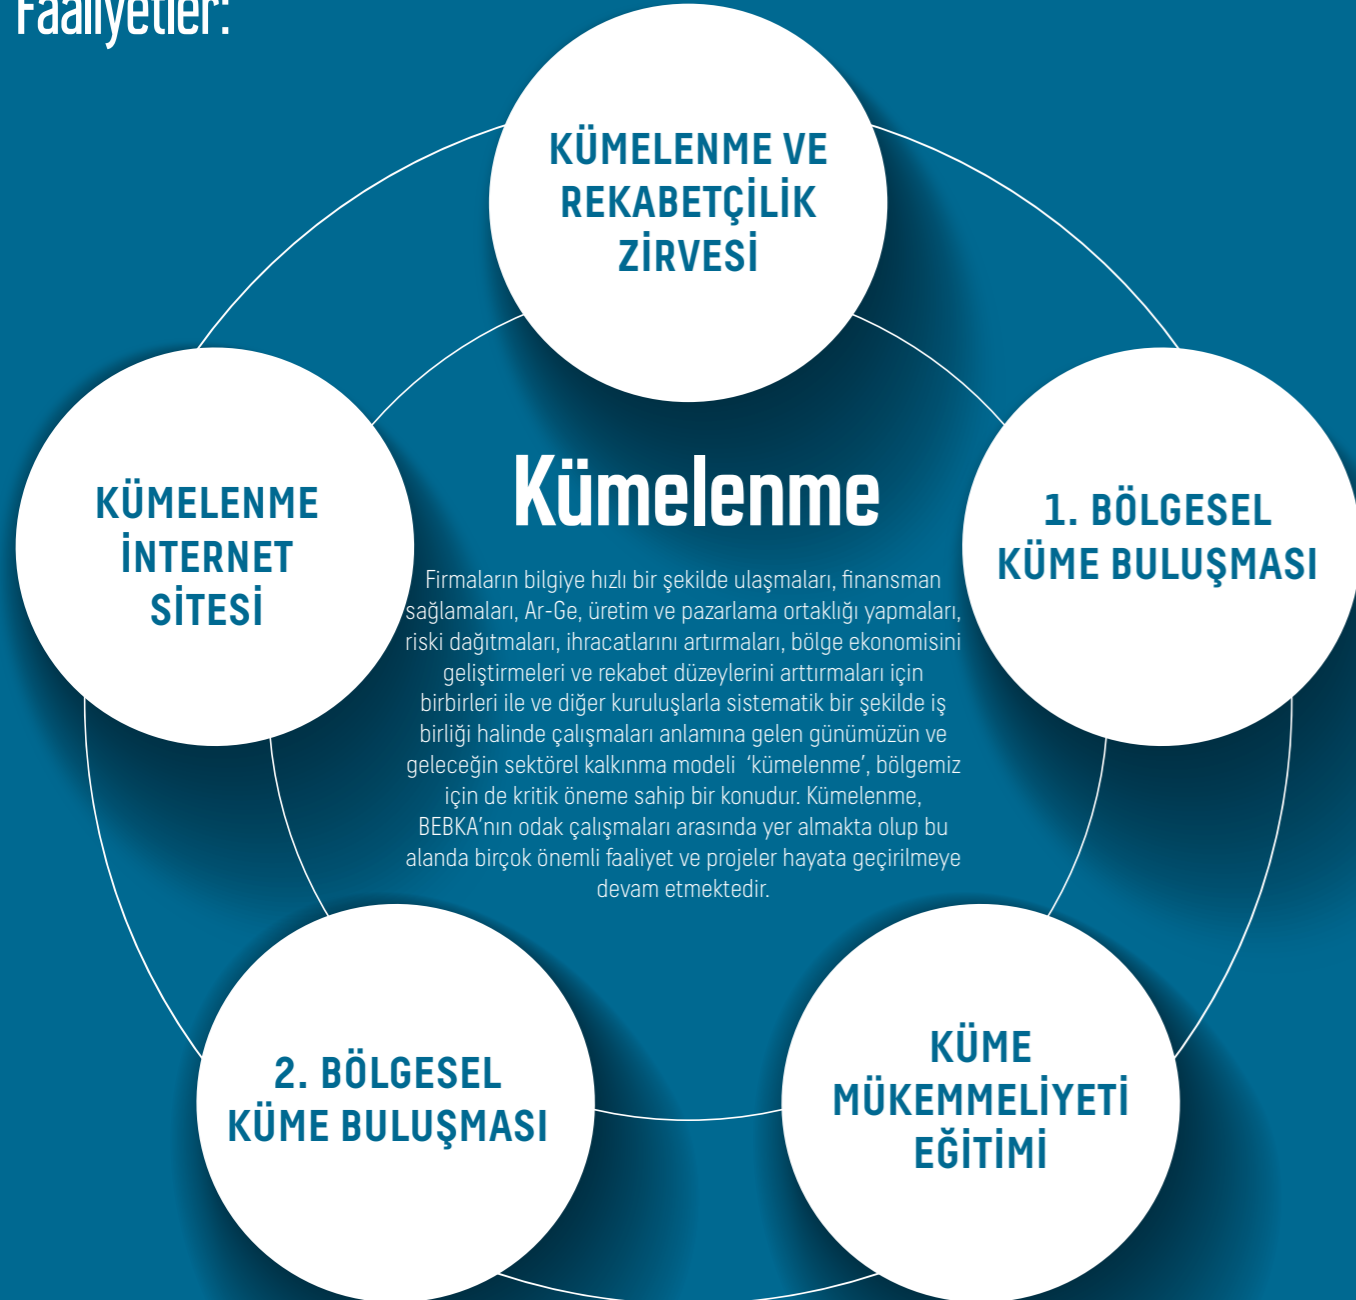 Faaliyetler:
KÜMELENME VE
REKABETÇİLİK
ZİRVESİ
KÜMELENME
İNTERNET
SİTESİ
1. BÖLGESEL
KÜME BULUŞMASI
Kümelenme
Firmaların bilgiye hızlı bir şekilde ulaşmaları, finansman
sağlamaları, Ar-Ge, üretim ve pazarlama ortaklığı yapmaları,
riski dağıtmaları, ihracatlarını artırmaları, bölge ekonomisini
geliştirmeleri ve rekabet düzeylerini arttırmaları için
birbirleri ile ve diğer kuruluşlarla sistematik bir şekilde iş
birliği halinde çalışmaları anlamına gelen günümüzün ve
geleceğin sektörel kalkınma modeli ‘kümelenme’, bölgemiz
için de kritik öneme sahip bir konudur. Kümelenme,
BEBKA’nın odak çalışmaları arasında yer almakta olup bu
alanda birçok önemli faaliyet ve projeler hayata geçirilmeye
devam etmektedir.
2. BÖLGESEL
KÜME BULUŞMASI
KÜME
MÜKEMMELİYETİ
EĞİTİMİ